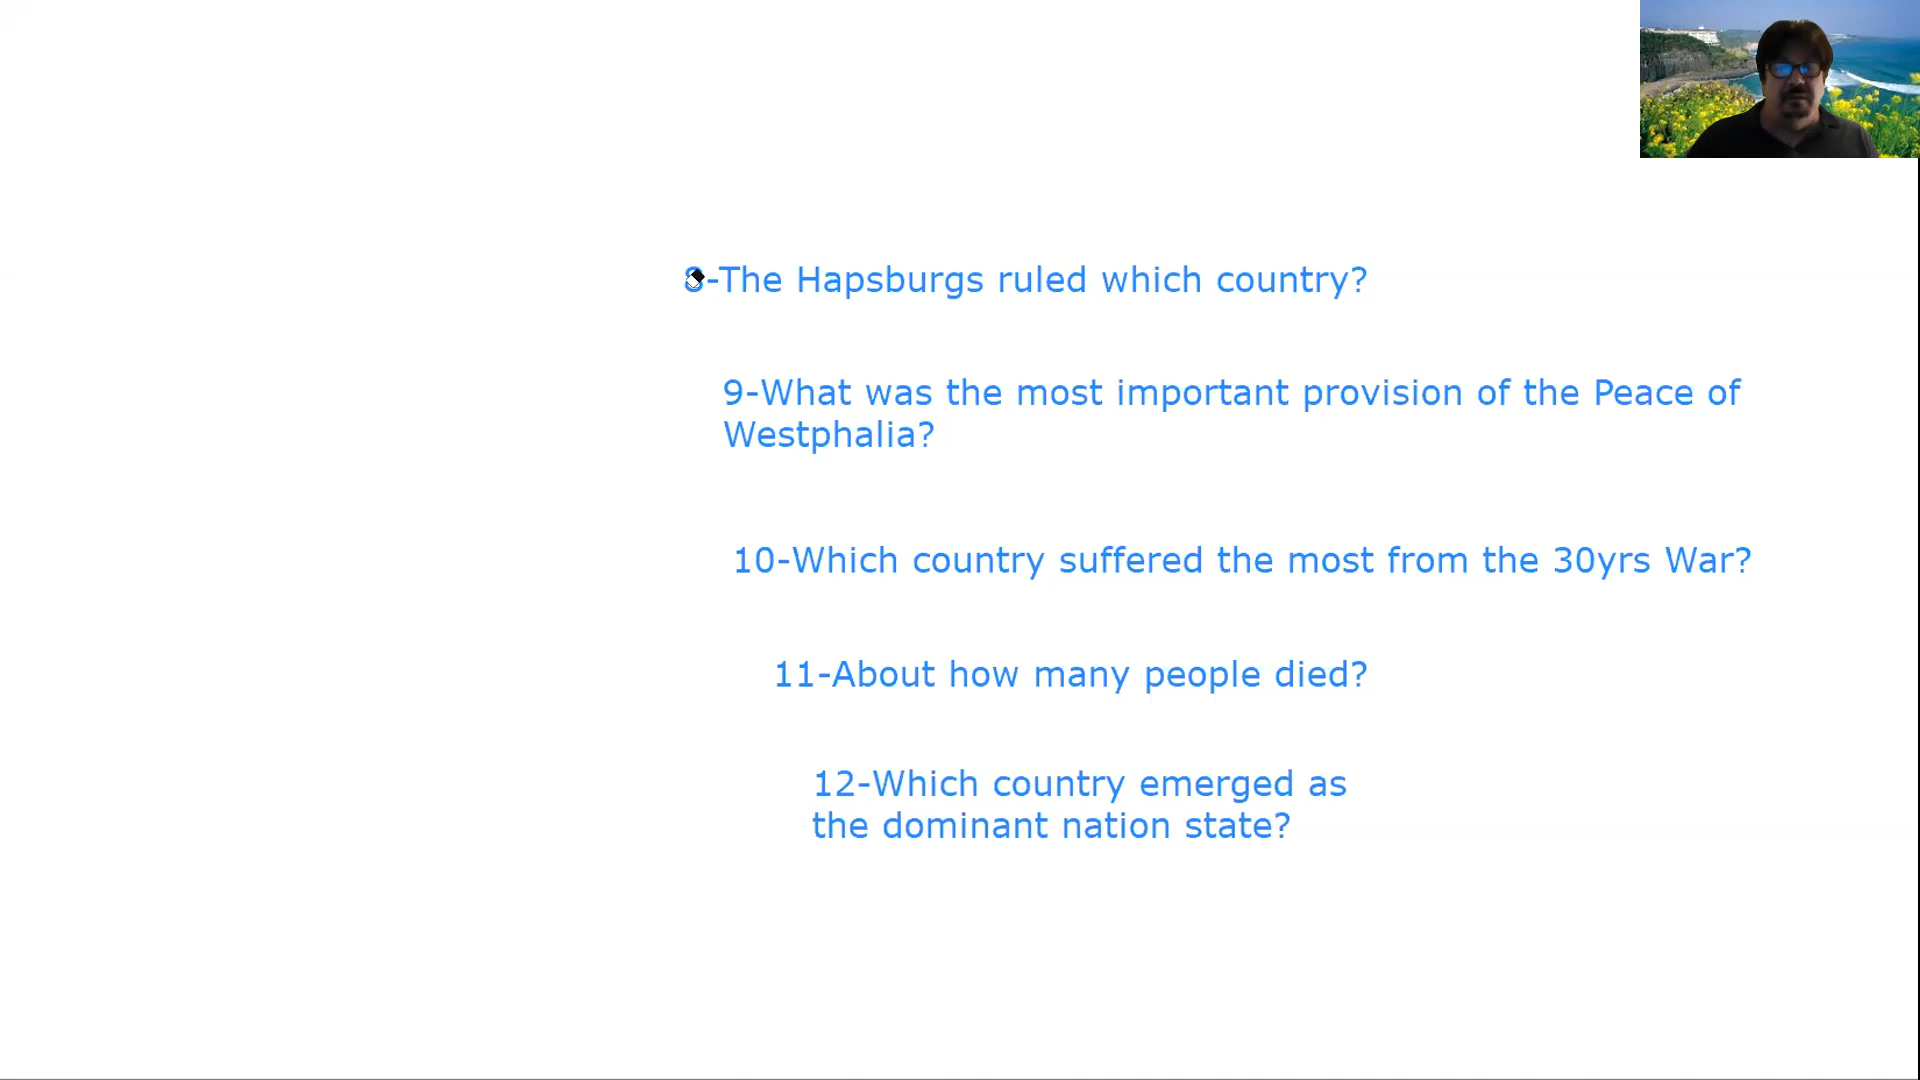 8-The Hapsburgs ruled which country?
9-What was the most important provision of the Peace of
Westphalia?
10-Which country suffered the most from the 30yrs War?
11-About how many people died?
12-Which country emerged as
the dominant nation state?